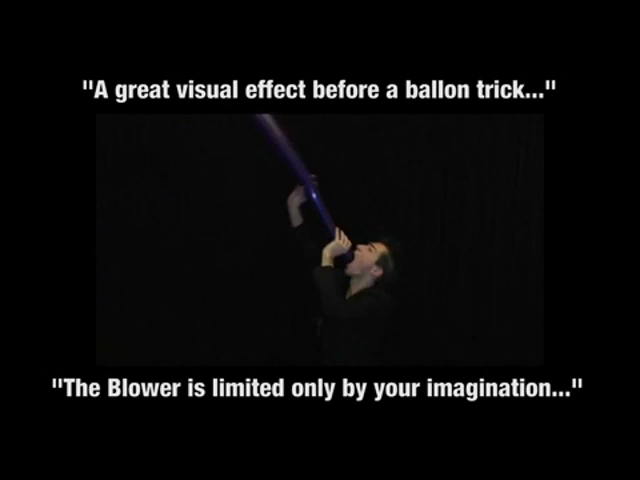 "A great visual effect before a ballon trick..."
"The Blower is limited only by your imagination..."